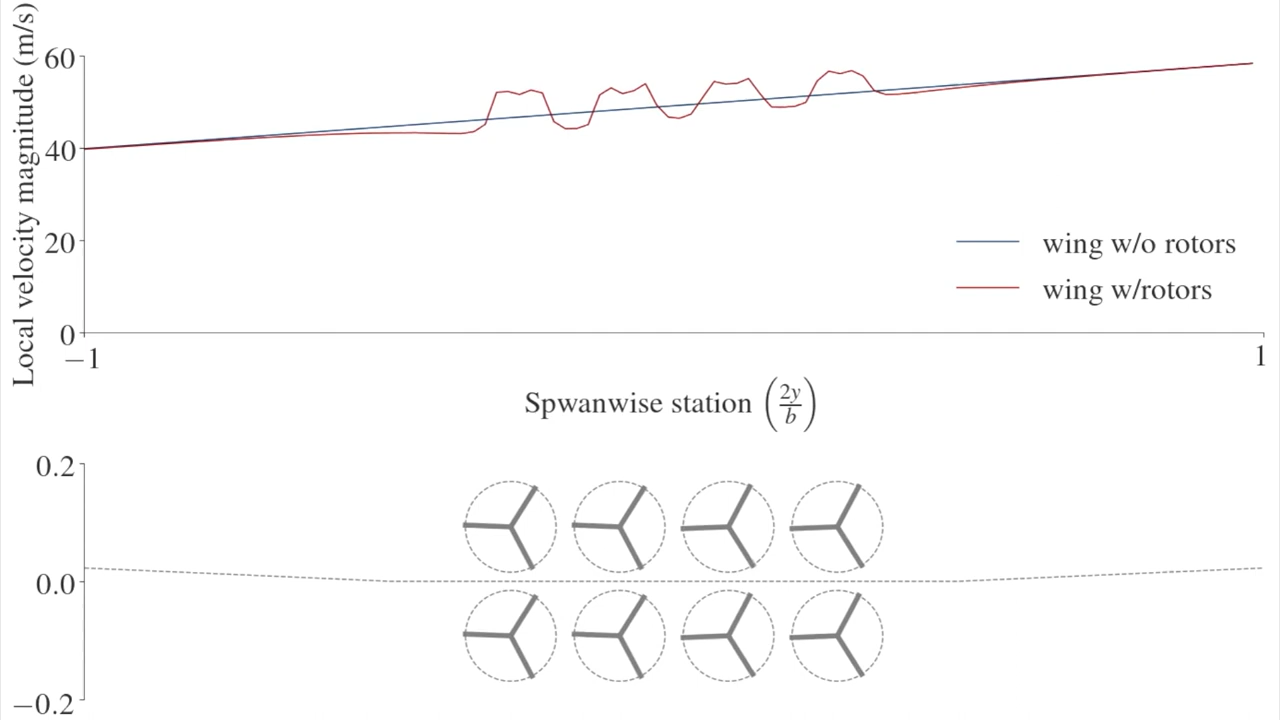 Local velocity magnitude (m/s)
60
40
20
0
−1
1
wing w/o rotors
wing w/rotors
Spwanwise station (2y/b)
0.2
0.0
−0.2